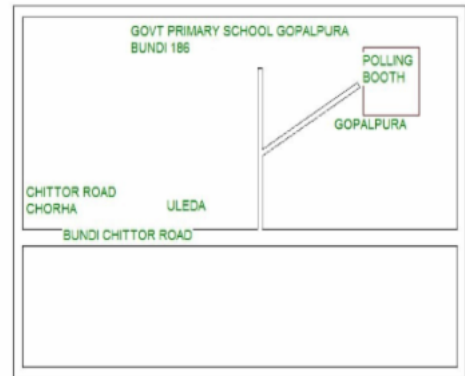 GOVT PRIMARY SCHOOL GOPALPURA
BUNDI 186
POLLING
BOOTH
GOPALPURA
CHITTOR ROAD
CHORHA
ULEDA
BUNDI CHITTOR ROAD